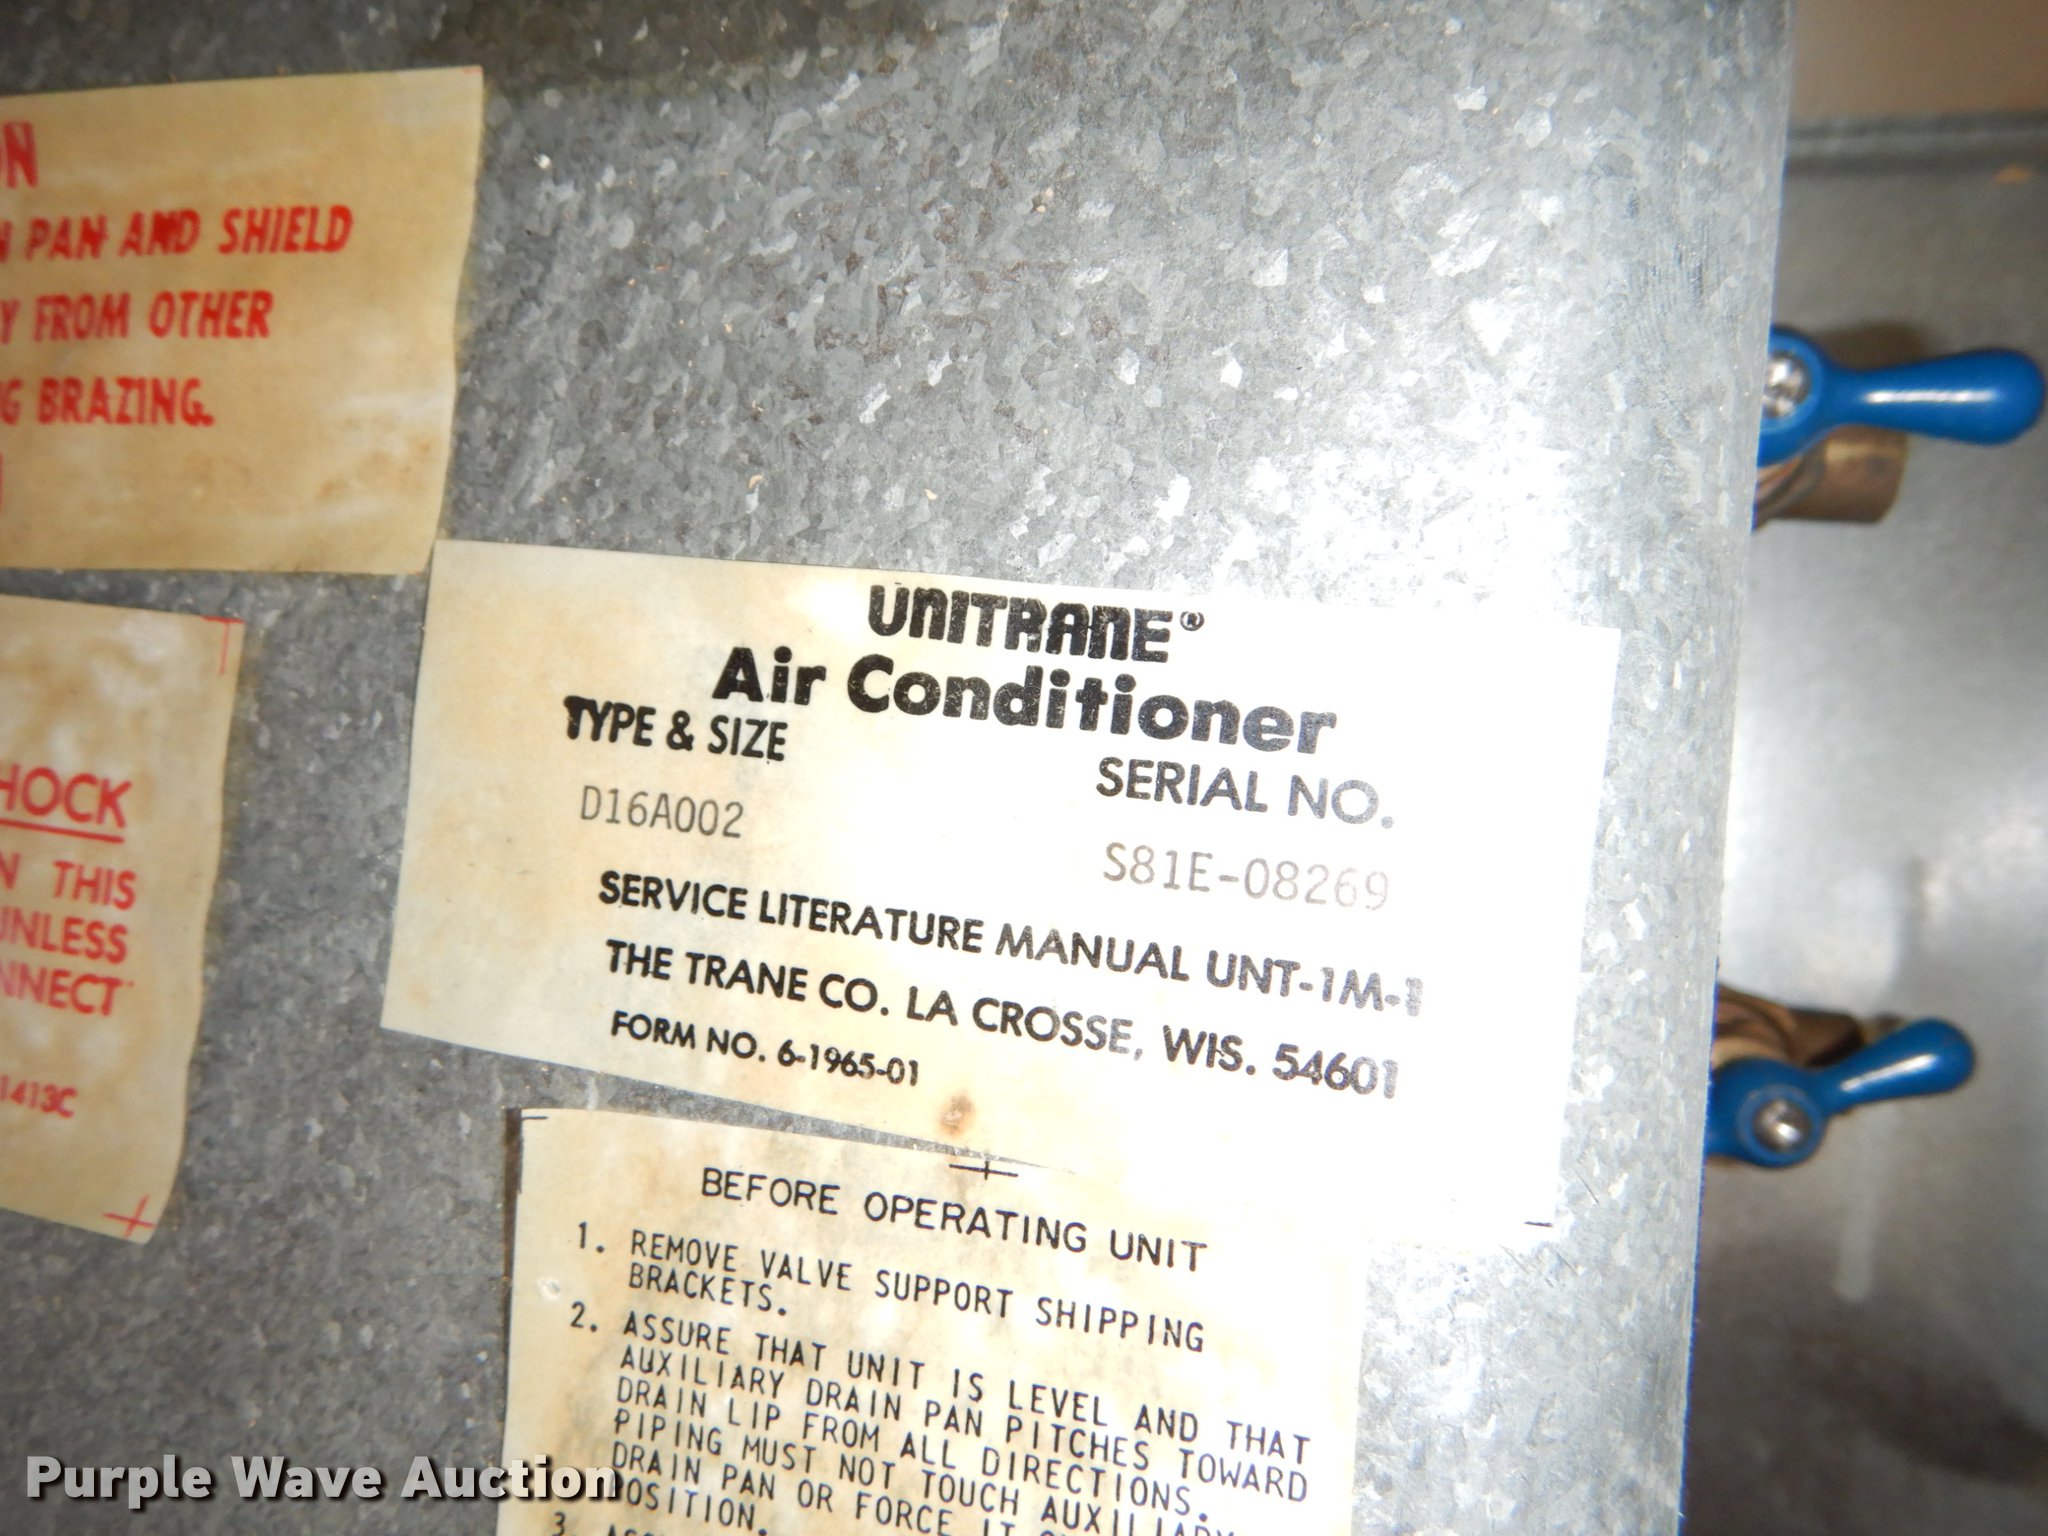 ON
N PAN AND SHIELD
Y FROM OTHER
G BRAZING.
HOCK
N THIS
UNLESS
NNECT
1413C
UNITRANE®
Air Conditioner
TYPE & SIZE
SERIAL NO.
D16A002
S81E-08269
SERVICE LITERATURE MANUAL UNT-1M-1
THE TRANE CO. LA CROSSE, WIS. 54601
FORM NO. 6-1965-01
BEFORE OPERATING UNIT
1. REMOVE VALVE SUPPORT SHIPPING
BRACKETS.
2. ASSURE THAT UNIT IS LEVEL AND THAT
AUXILIARY DRAIN PAN PITCHES TOWARD
DRAIN LIP FROM ALL DIRECTIONS.
PIPING MUST NOT TOUCH AUXILIARY
DRAIN PAN OR FORCE IT
POSITION.
3.
Purple Wave Auction